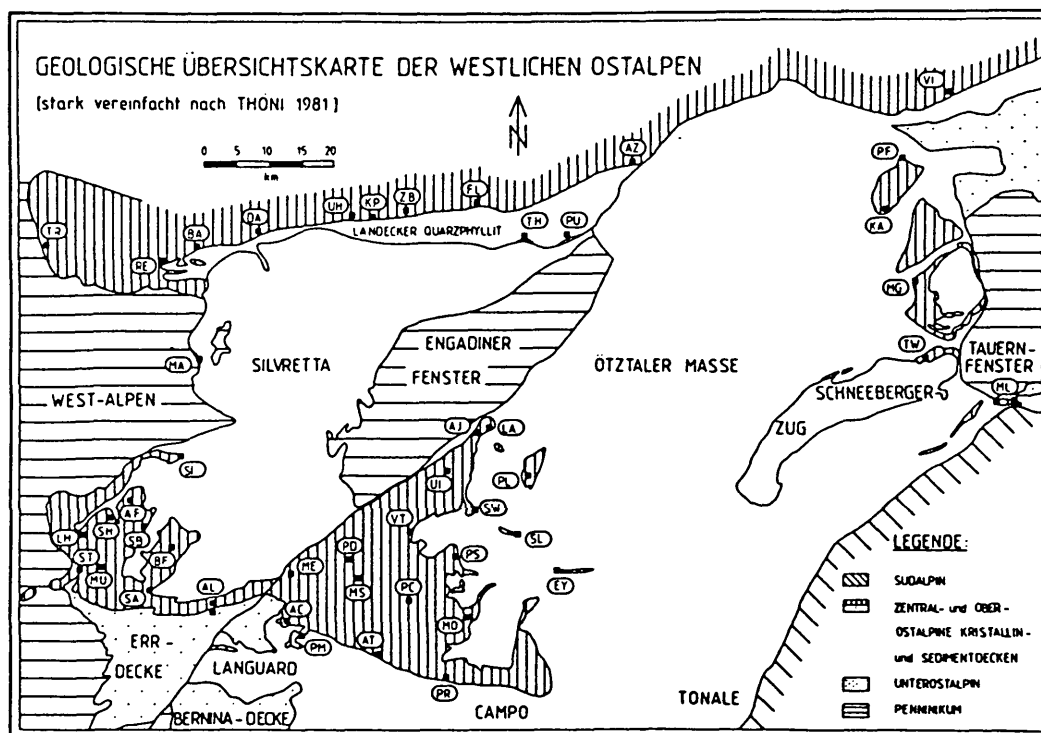 GEOLOGISCHE ÜBERSICHTSKARTE DER WESTLICHEN OSTALPEN
(stark vereinfacht nach THÖNI 1981)
N
0 5 10 15 20
km
VI
AZ
PF
FL
ZB
KP
UH
DA
BA
TR
RE
LANDECKER QUARZPHYLLIT
TH
PU
KA
MG
TW
MA
SILVRETTA
ENGADINER
FENSTER
ÖTZTALER MASSE
TAUERN-
FENSTER
SCHNEEBERGER
ZUG
ML
WEST-ALPEN
AJ
LA
SI
UI
PL
SW
AF
SH
SR
LH
ST
MU
BF
SA
AL
VT
SL
PD
PS
EY
ME
MS
PC
MO
AC
PM
AT
PR
ERR-
DECKE
LANGUARD
BERNINA-DECKE
CAMPO
TONALE
LEGENDE:
SUDALPIN
ZENTRAL- und OBER-
OSTALPINE KRISTALLIN-
und SEDIMENTDECKEN
UNTEROSTALPIN
PENNINIKUM